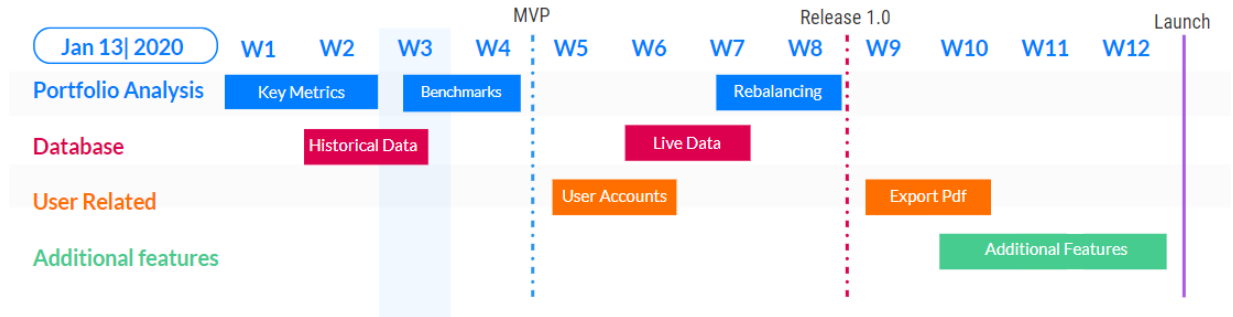 MVP
Release 1.0
Launch
Jan 13| 2020 W1 W2 W3 W4 W5 W6 W7 W8 W9 W10 W11 W12
Portfolio Analysis Key Metrics Benchmarks Rebalancing
Database Historical Data Live Data
User Related User Accounts Export Pdf
Additional features Additional Features